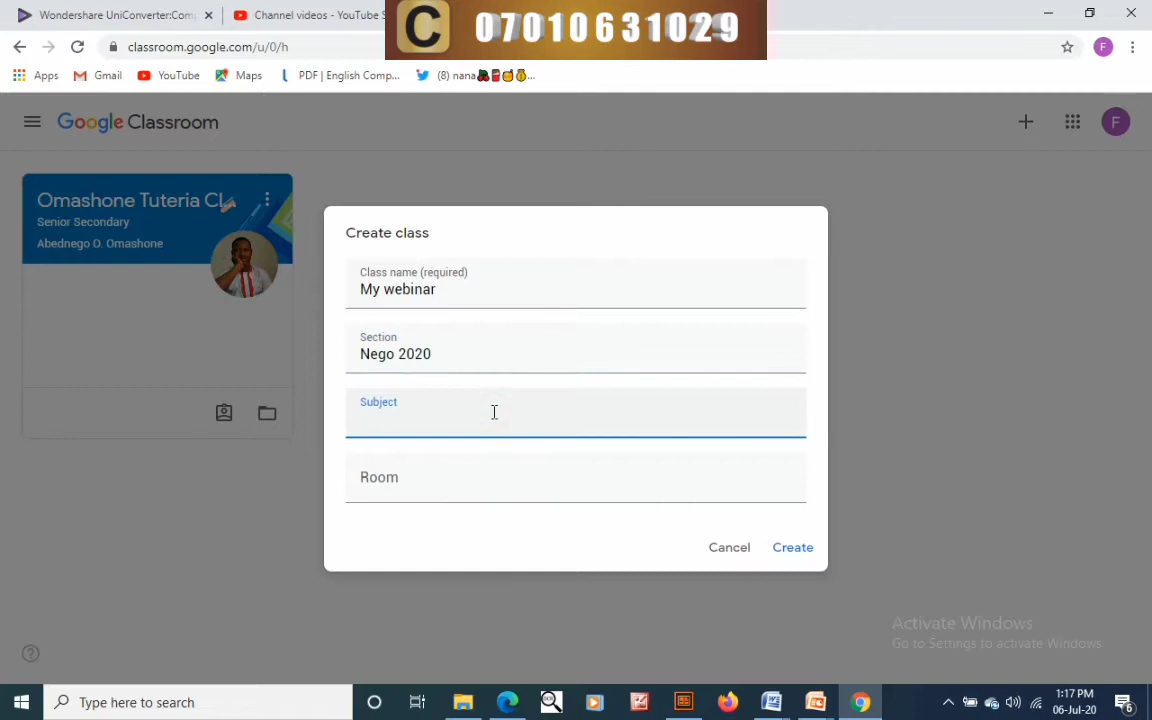 Wondershare UniConverter:Com
Channel videos - YouTube S
C 07010631029
classroom.google.com/u/0/h
F
Apps
Gmail
YouTube
Maps
PDF | English Comp...
(8) nana🍒🥫🍯💰...
Google Classroom
F
Omashone Tuteria Cl...
Senior Secondary
Abednego O. Omashone
Create class
Class name (required)
My webinar
Section
Nego 2020
Subject
Room
Cancel
Create
Activate Windows
Go to Settings to activate Windows.
Type here to search
1:17 PM
06-Jul-20
6